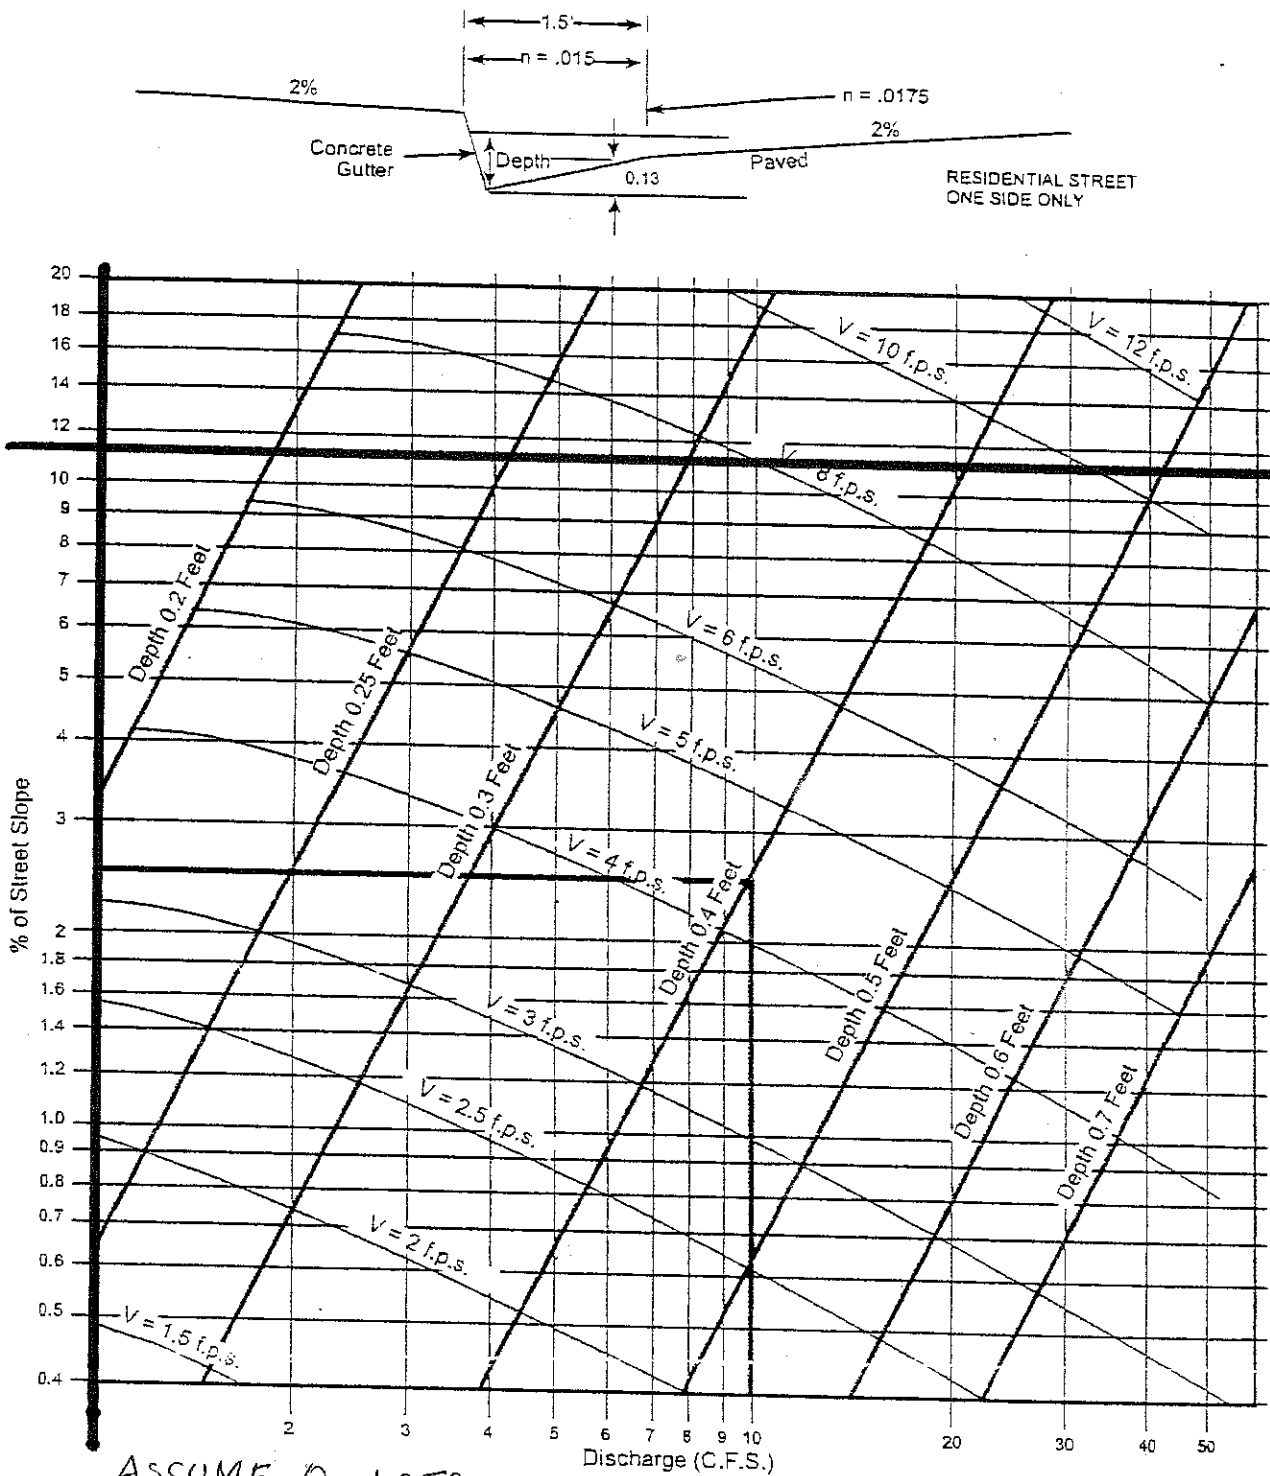 1.5'
n = .015
2%
n = .0175
2%
Concrete
Gutter
Depth
Paved
0.13
RESIDENTIAL STREET
ONE SIDE ONLY
20
18
16
14
12
10
9
8
7
6
5
4
3
2
1.8
1.6
1.4
1.2
1.0
0.9
0.8
0.7
0.6
0.5
0.4
% of Street Slope
V = 10 f.p.s.
V = 12 f.p.s.
V 8 f.p.s.
V = 6 f.p.s.
V = 5 f.p.s.
V = 4 f.p.s.
V = 3 f.p.s.
V = 2.5 f.p.s.
V = 2 f.p.s.
V = 1.5 f.p.s.
Depth 0.2 Feet
Depth 0.25 Feet
Depth 0.3 Feet
Depth 0.4 Feet
Depth 0.5 Feet
Depth 0.6 Feet
Depth 0.7 Feet
2 3 4 5 6 7 8 9 10 20 30 40 50
Discharge (C.F.S.)
ASSUME